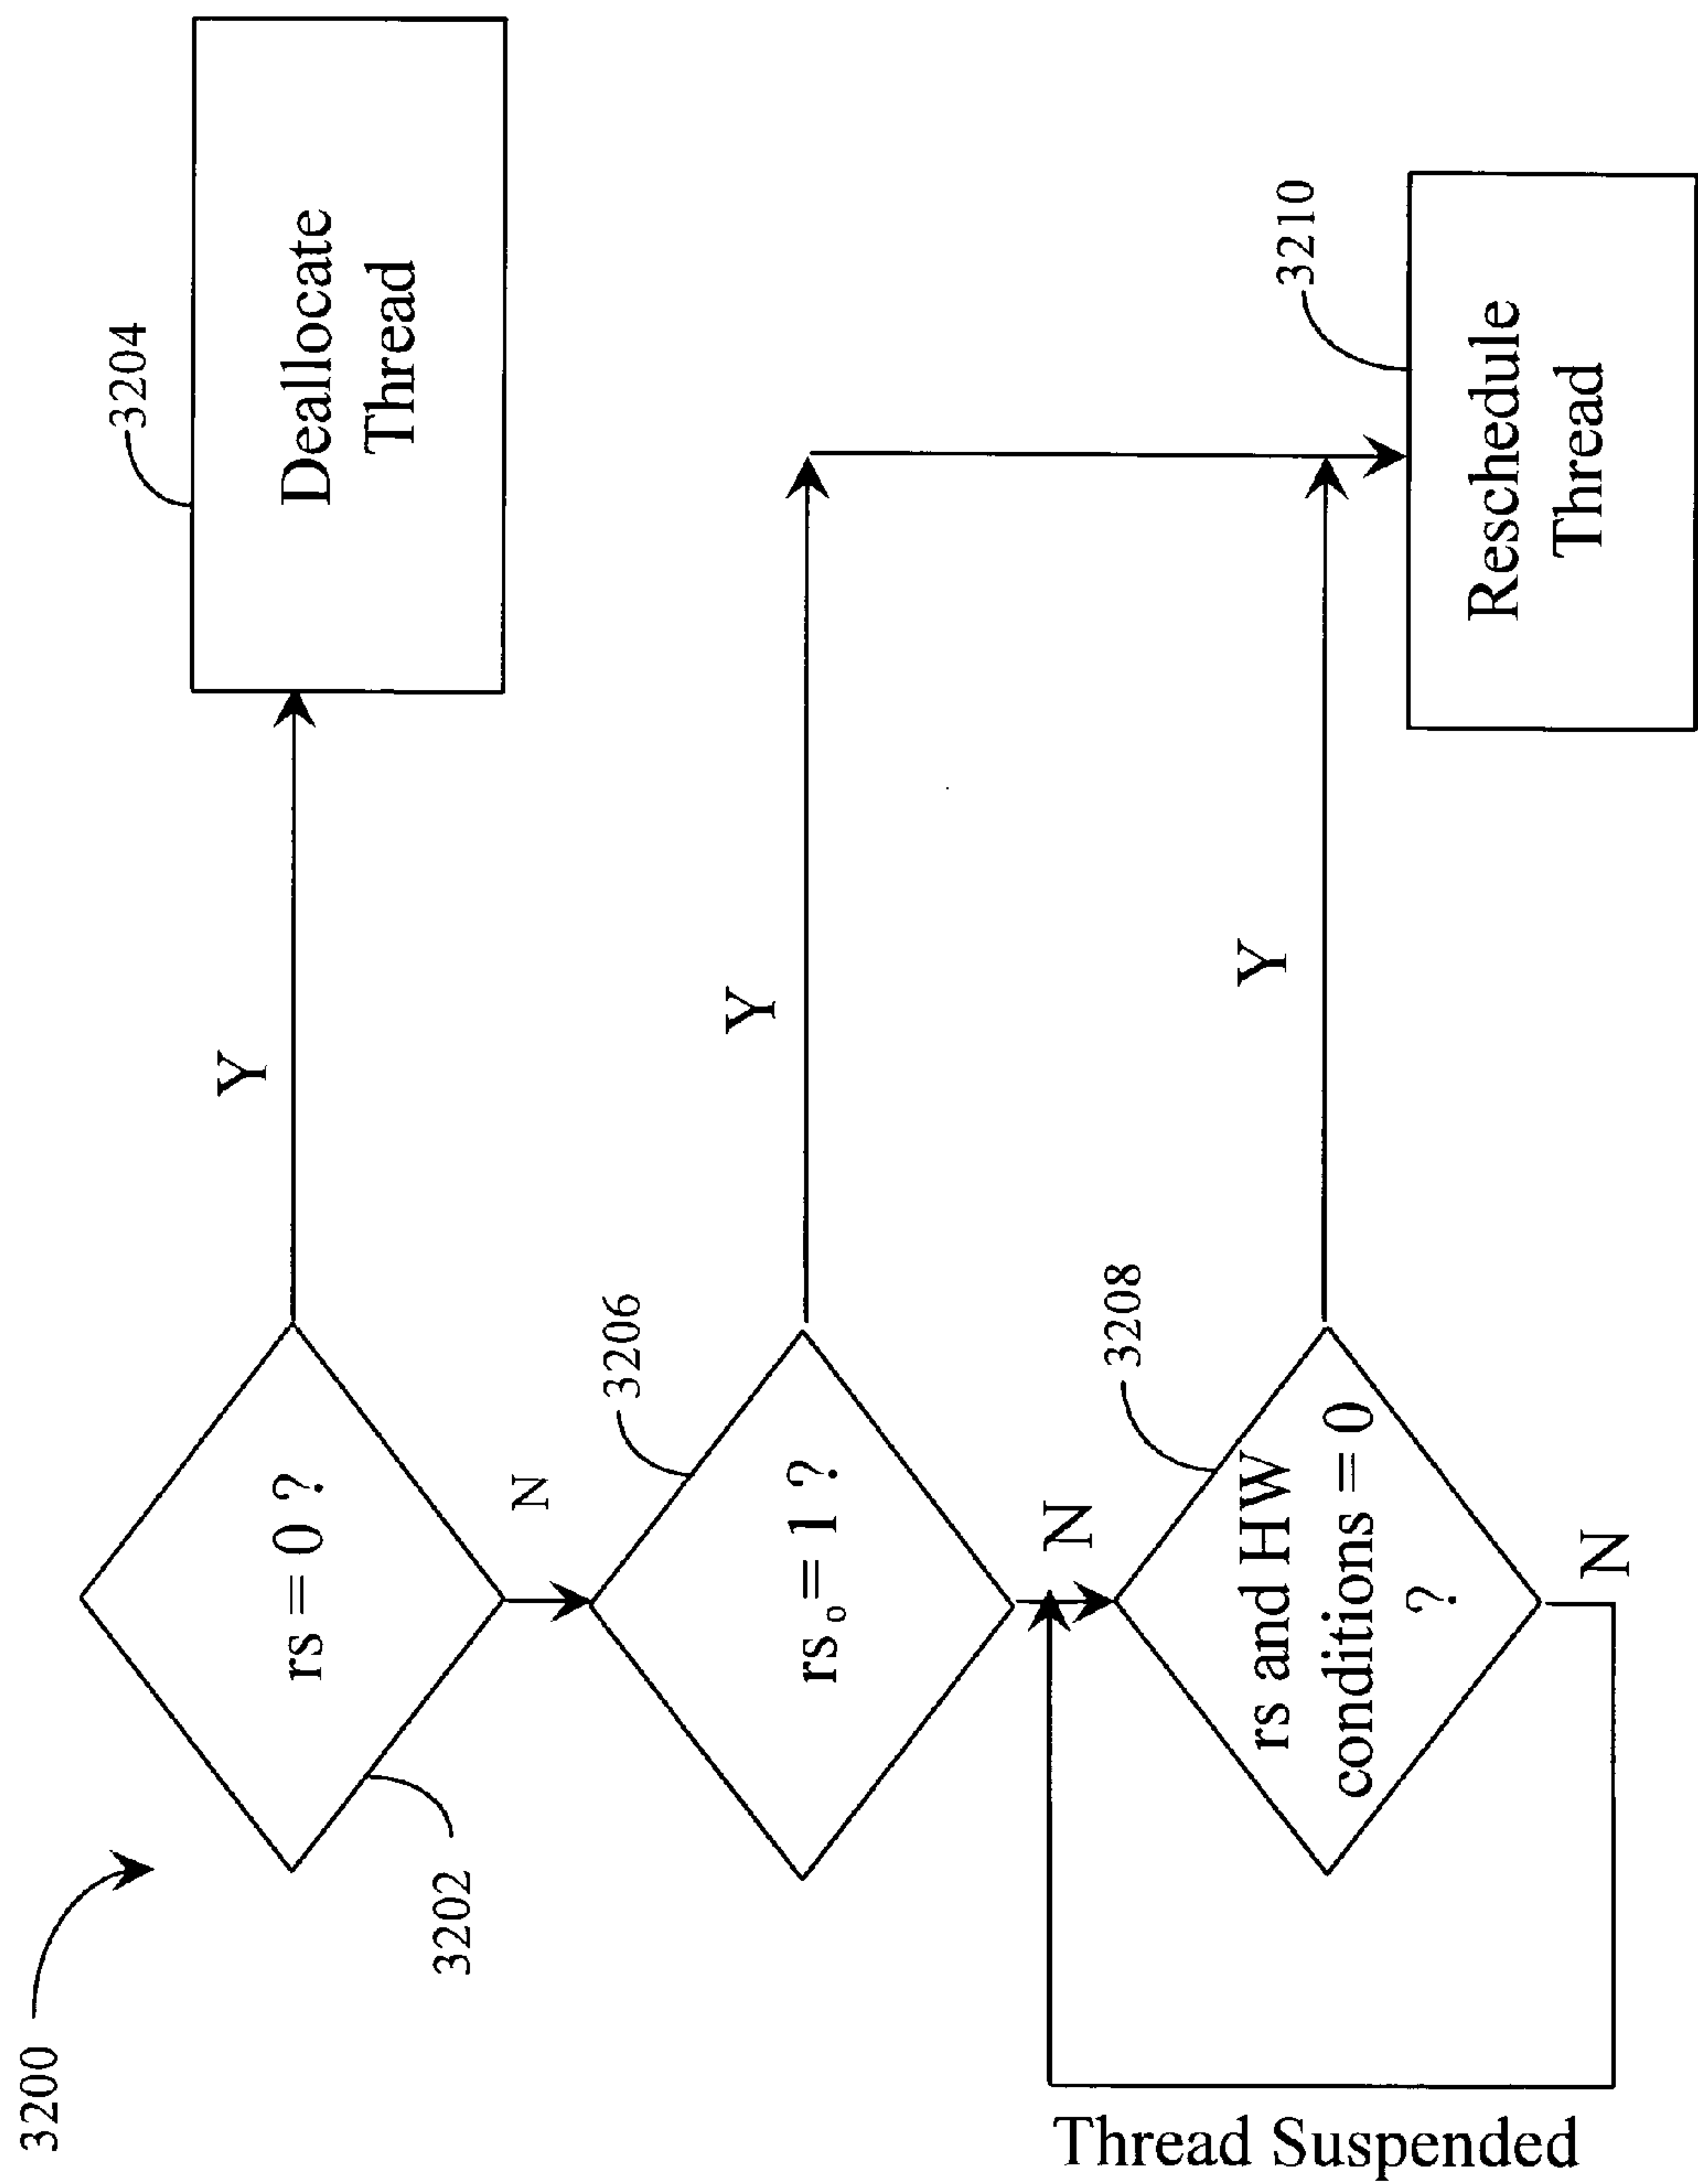 3200
3202
rs = 0 ?
Y
3204
Deallocate
Thread
N
3206
rs₀ = 1 ?
Y
N
3208
rs and HW
conditions = 0
?
Y
3210
Reschedule
Thread
N
Thread Suspended